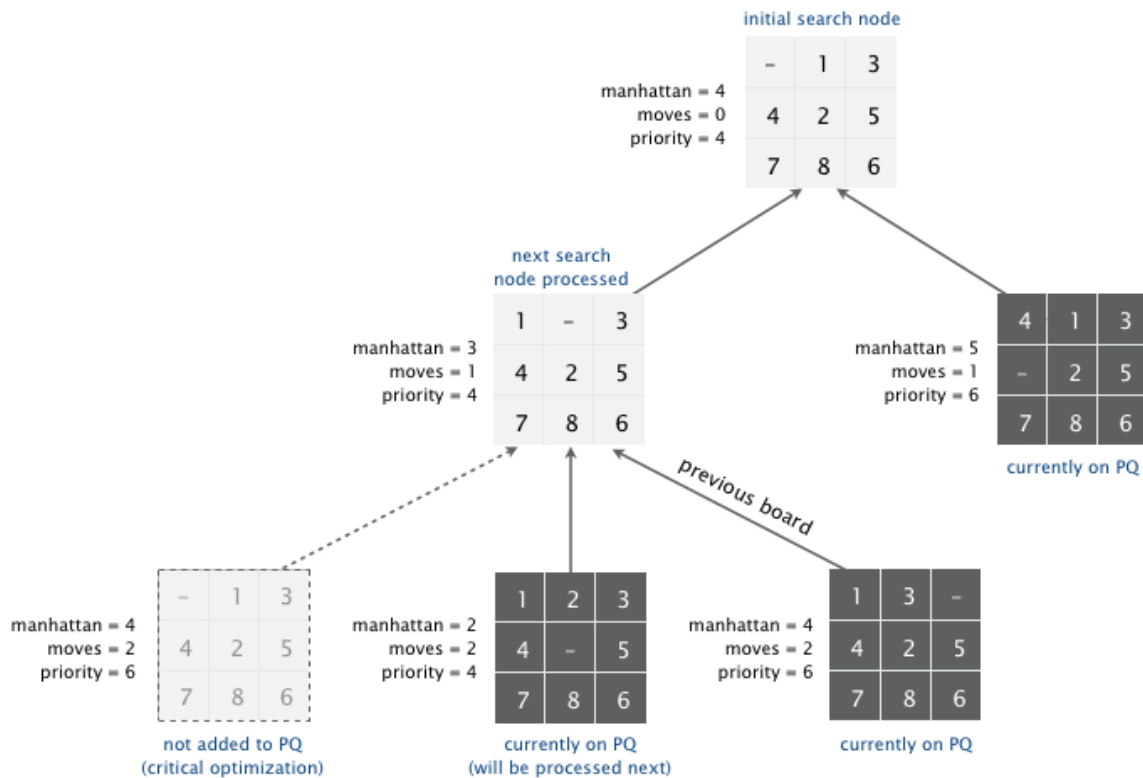 initial search node
– 1 3
manhattan = 4
moves = 0
priority = 4
4 2 5
7 8 6
next search
node processed
1 – 3
manhattan = 3
moves = 1
priority = 4
4 2 5
7 8 6
4 1 3
manhattan = 5
moves = 1
priority = 6
– 2 5
7 8 6
currently on PQ
previous board
– 1 3
manhattan = 4
moves = 2
priority = 6
4 2 5
7 8 6
not added to PQ
(critical optimization)
1 2 3
manhattan = 2
moves = 2
priority = 4
4 – 5
7 8 6
currently on PQ
(will be processed next)
1 3 –
manhattan = 4
moves = 2
priority = 6
4 2 5
7 8 6
currently on PQ